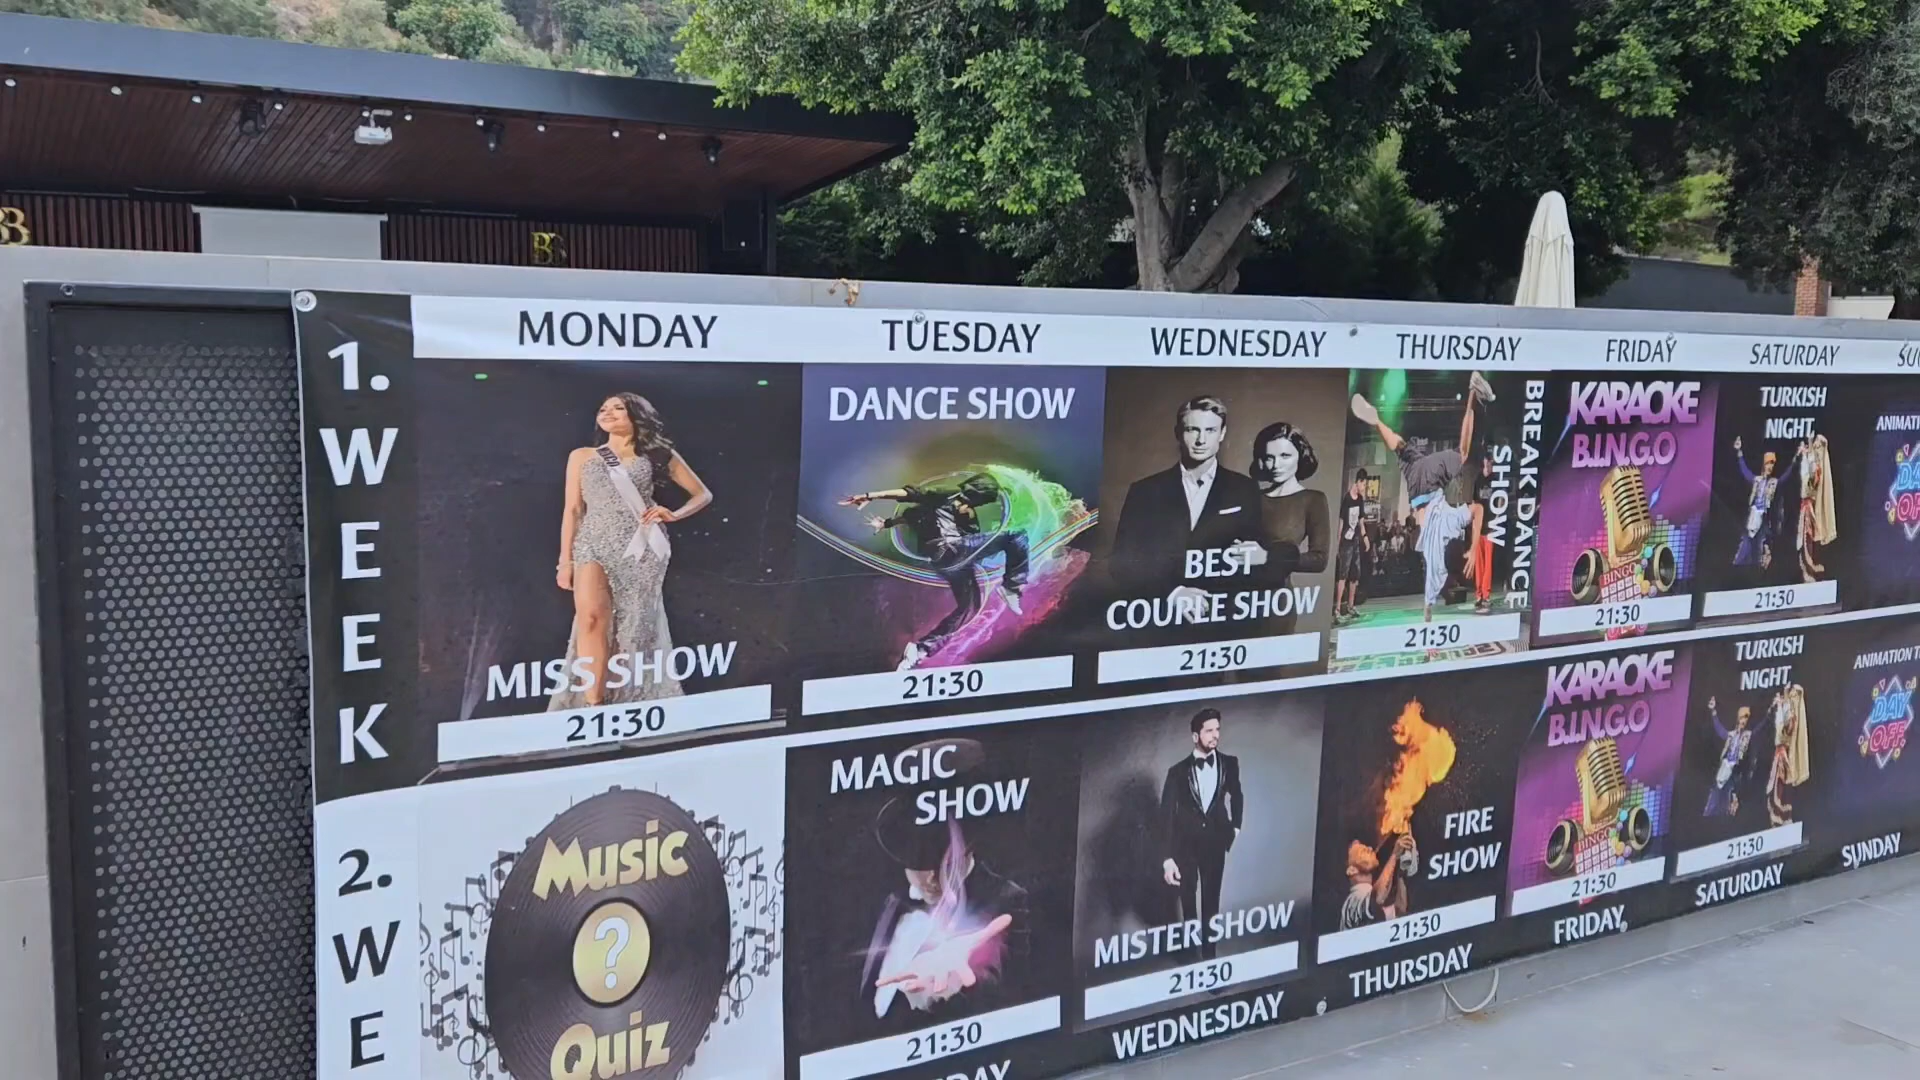 MONDAY
TUESDAY
WEDNESDAY
THURSDAY
FRIDAY
SATURDAY
1.
WEEK
MISS SHOW
21:30
DANCE SHOW
21:30
BEST
COUPLE SHOW
21:30
BREAK DANCE
SHOW
21:30
KARAOKE
B.I.N.G.O
BINGO
21:30
TURKISH
NIGHT
21:30
2.
WE
Music
?
Quiz
MAGIC
SHOW
21:30
MISTER SHOW
21:30
FIRE
SHOW
21:30
KARAOKE
B.I.N.G.O
BINGO
21:30
TURKISH
NIGHT
21:30
ANIMATION
DAY
OFF
WEDNESDAY
THURSDAY
FRIDAY
SATURDAY
SUNDAY